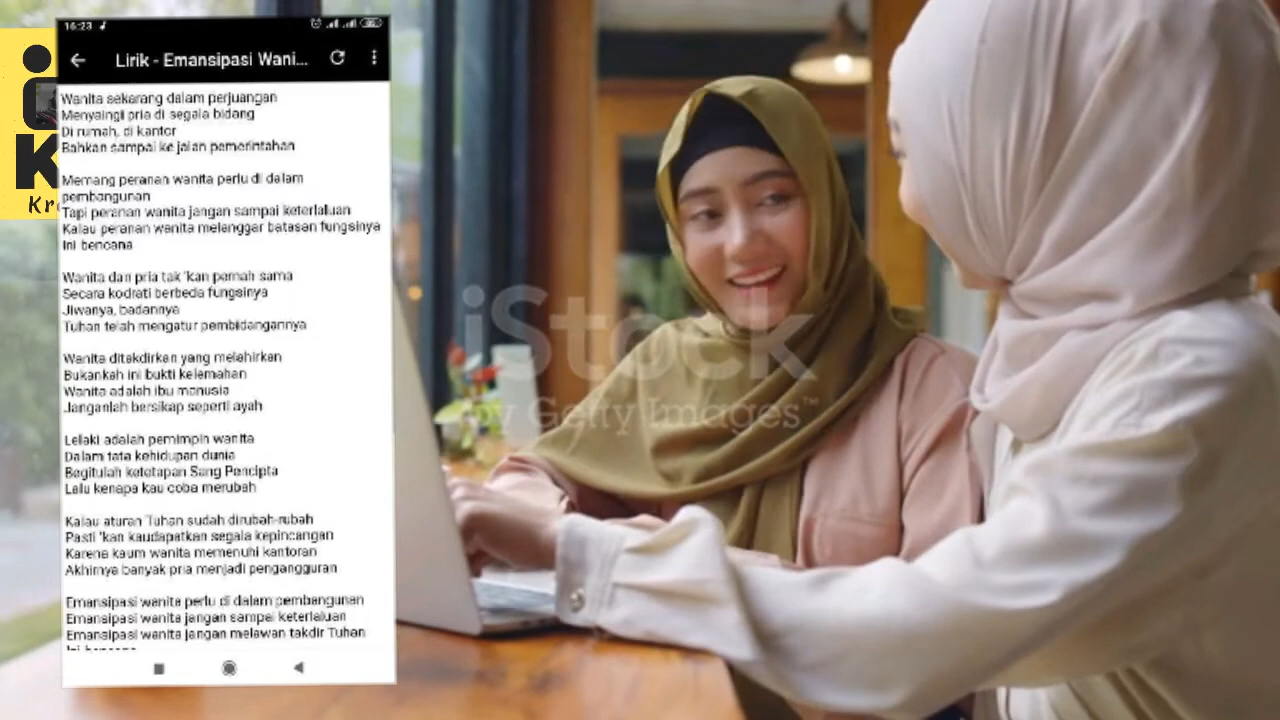 16:23
Lirik - Emansipasi Wani...
Wanita sekarang dalam perjuangan
Menyaingi pria di segala bidang
Di rumah, di kantor
Bahkan sampai ke jalan pemerintahan
Memang peranan wanita perlu di dalam
pembangunan
Tapi peranan wanita jangan sampai keterlaluan
Kalau peranan wanita melanggar batasan fungsinya
Ini bencana
Wanita dan pria tak 'kan pernah sama
Secara kodrati berbeda fungsinya
Jiwanya, badannya
Tuhan telah mengatur pembidangannya
Wanita ditakdirkan yang melahirkan
Bukankah ini bukti kelemahan
Wanita adalah ibu manusia
Janganlah bersikap seperti ayah
Lelaki adalah pemimpin wanita
Dalam tata kehidupan dunia
Begitulah ketetapan Sang Pencipta
Lalu kenapa kau coba merubah
Kalau aturan Tuhan sudah dirubah-rubah
Pasti 'kan kaudapatkan segala kepincangan
Karena kaum wanita memenuhi kantoran
Akhirnya banyak pria menjadi pengangguran
Emansipasi wanita perlu di dalam pembangunan
Emansipasi wanita jangan sampai keterlaluan
Emansipasi wanita jangan melawan takdir Tuhan
iStock
by Getty Images™
K
Kr